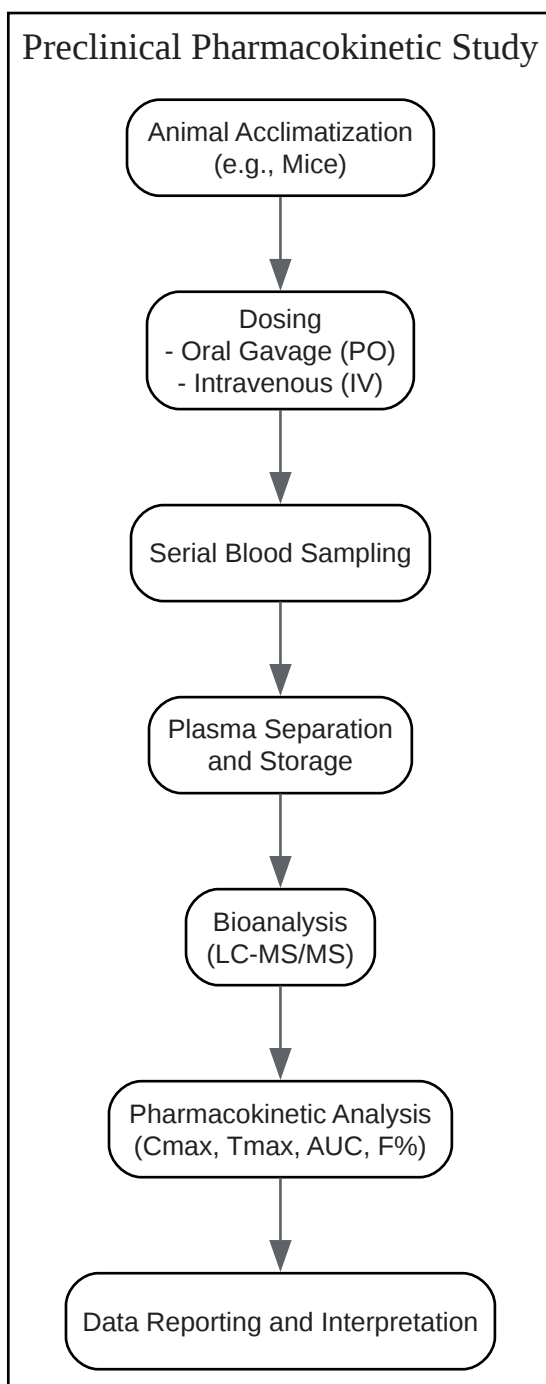 Preclinical Pharmacokinetic Study
Animal Acclimatization
(e.g., Mice)
Dosing
- Oral Gavage (PO)
- Intravenous (IV)
Serial Blood Sampling
Plasma Separation
and Storage
Bioanalysis
(LC-MS/MS)
Pharmacokinetic Analysis
(Cmax, Tmax, AUC, F%)
Data Reporting and Interpretation